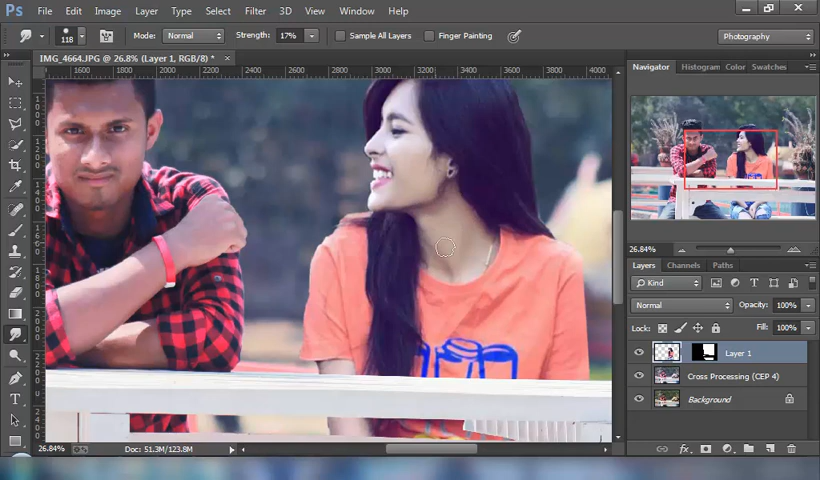 Ps File Edit Image Layer Type Select Filter 3D View Window Help
118 Mode: Normal Strength: 17% Sample All Layers Finger Painting Photography
IMG_4664.JPG @ 26.8% (Layer 1, RGB/8) * ×
Navigator Histogram Color Swatches
1600 1800 2000 2200 2400 2600 2800 3000 3200 3400 3600 3800 4000
26.84%
Layers Channels Paths
Kind
Normal Opacity: 100%
Lock: Fill: 100%
Layer 1
Cross Processing (CEP 4)
Background
26.84% Doc: 51.3M/123.8M